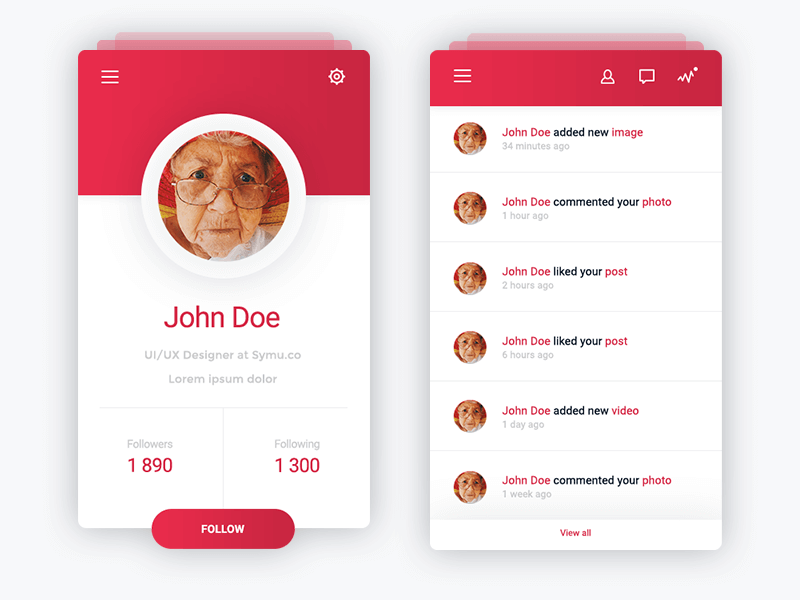 John Doe
UI/UX Designer at Symu.co
Lorem ipsum dolor
Followers
1 890
Following
1 300
FOLLOW
John Doe added new image
34 minutes ago
John Doe commented your photo
1 hour ago
John Doe liked your post
2 hours ago
John Doe liked your post
6 hours ago
John Doe added new video
1 day ago
John Doe commented your photo
1 week ago
View all